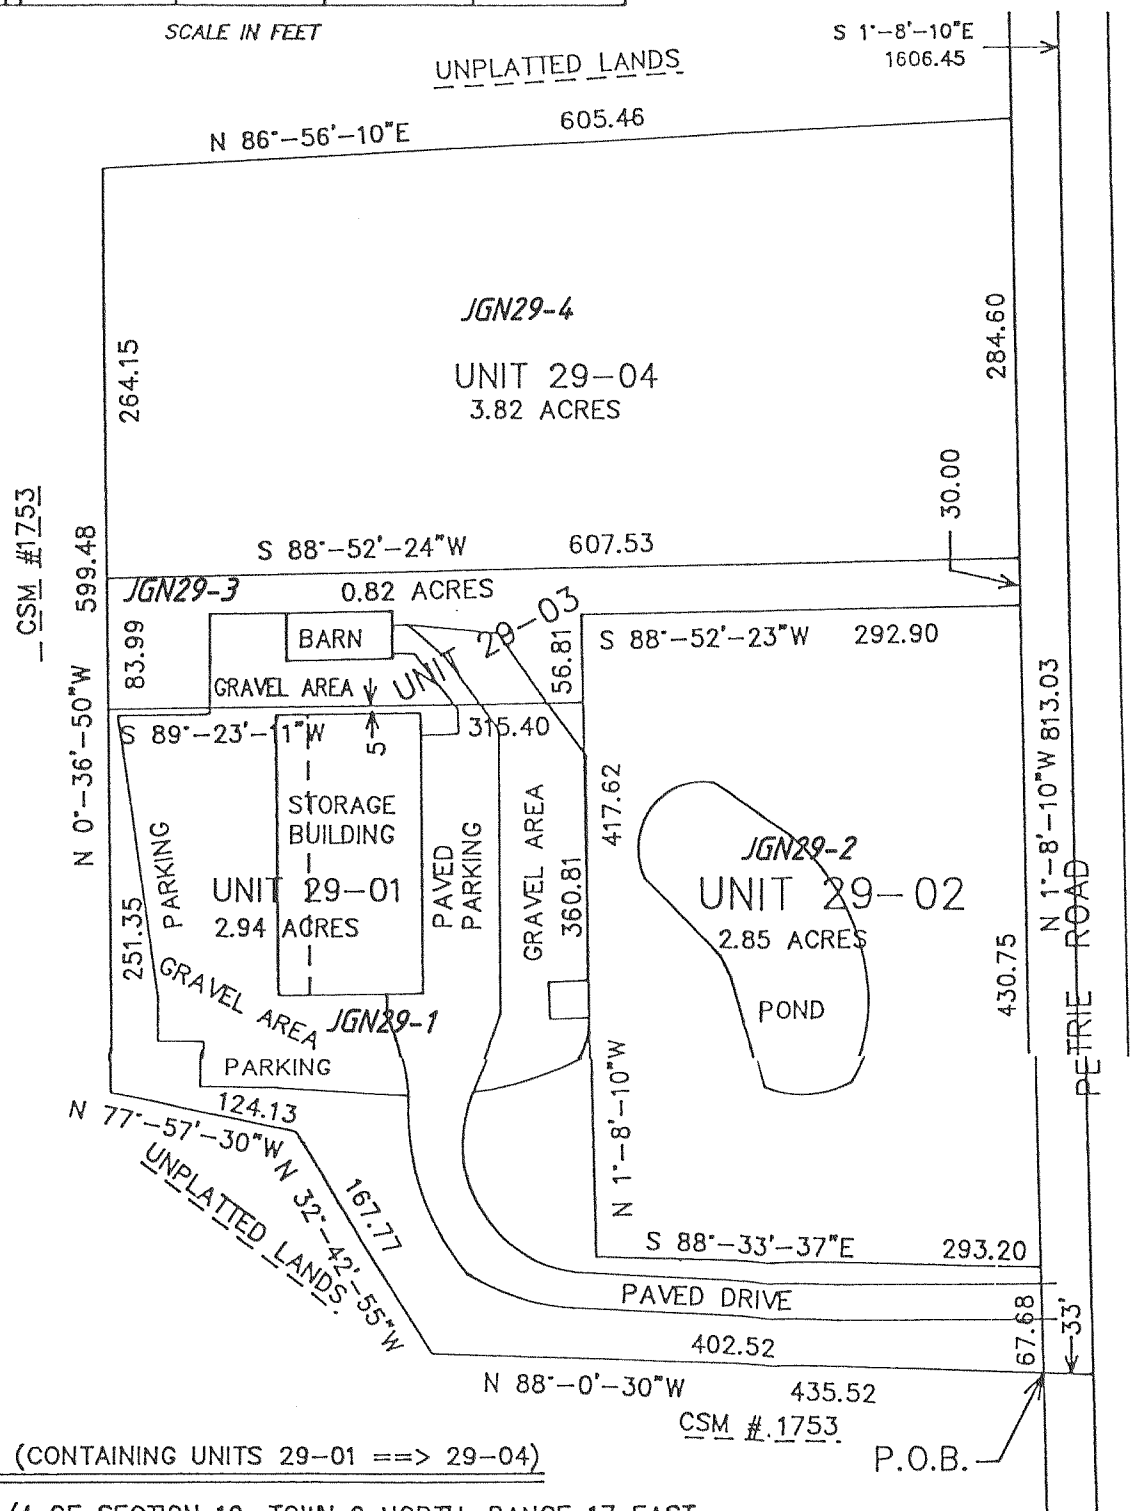 SCALE IN FEET
S 1°-8'-10"E
1606.45
UNPLATTED LANDS
N 86°-56'-10"E
605.46
JGN29-4
UNIT 29-04
3.82 ACRES
264.15
284.60
30.00
CSM #1753
N 0°-36'-50"W 599.48
S 88°-52'-24"W
607.53
JGN29-3
0.82 ACRES
UNIT 29-03
83.99
BARN
GRAVEL AREA
56.81
S 88°-52'-23"W
292.90
S 89°-23'-11"W
5
315.40
STORAGE
BUILDING
PARKING
UNIT 29-01
2.94 ACRES
251.35
GRAVEL AREA
PAVED
PARKING
GRAVEL AREA
360.81
417.62
JGN29-2
UNIT 29-02
2.85 ACRES
POND
430.75
N 1°-8'-10"W 813.03
PETRIE ROAD
JGN29-1
PARKING
124.13
N 77°-57'-30"W
UNPLATTED LANDS
N 32°-42'-55"W
167.77
N 1°-8'-10"W
S 88°-33'-37"E
293.20
PAVED DRIVE
67.68
33'
402.52
N 88°-0'-30"W
435.52
CSM #.1753
P.O.B.
(CONTAINING UNITS 29-01 ==> 29-04)